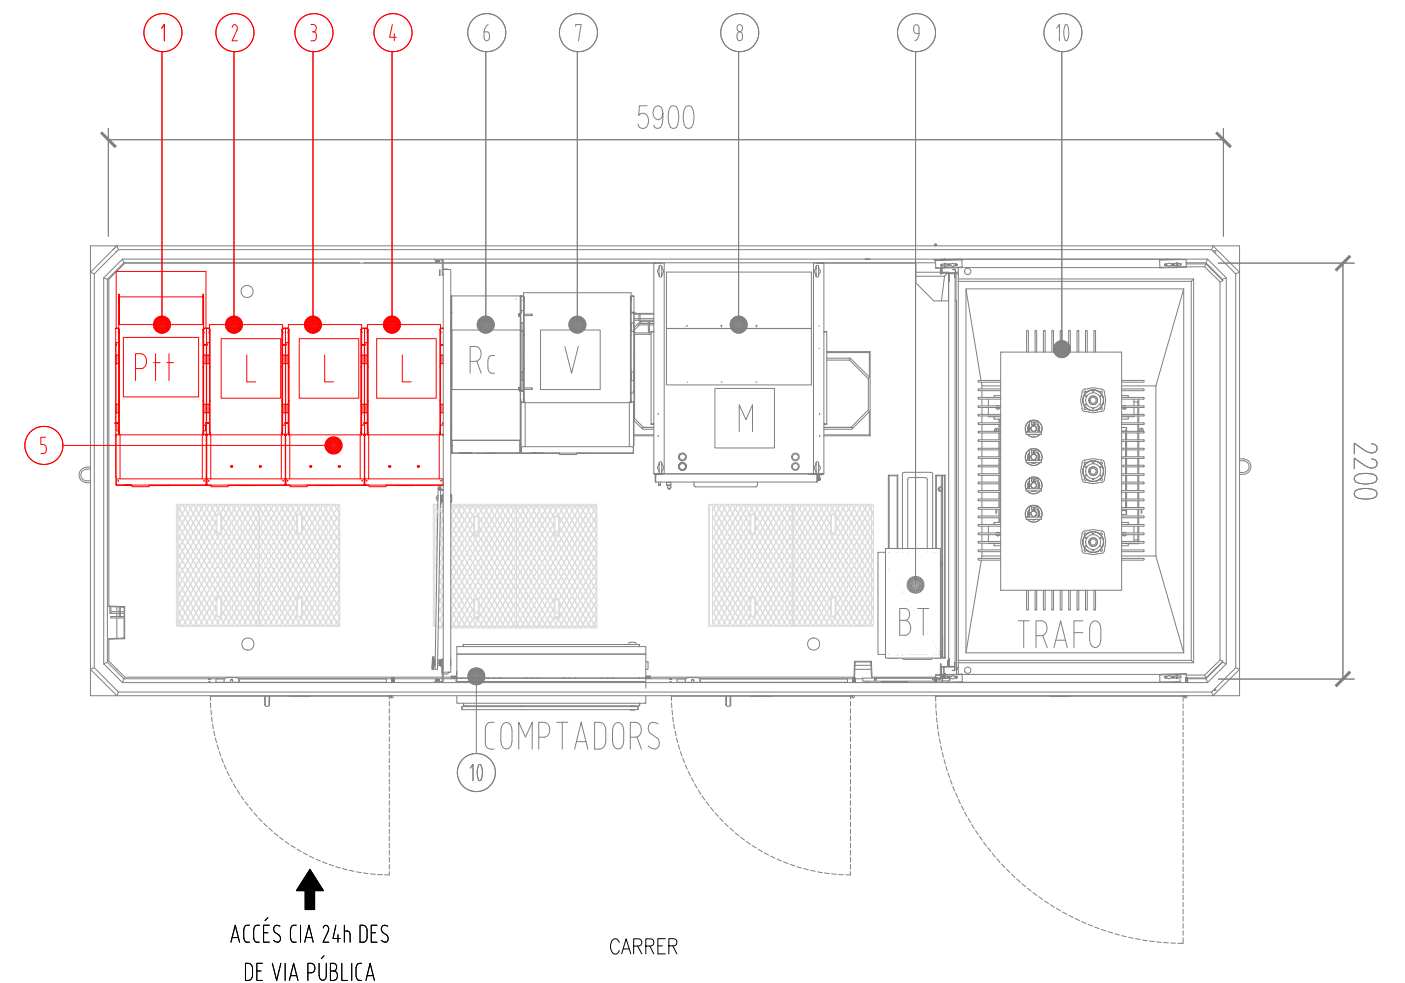 1 2 3 4 6 7 8 9 10
5900
Ptt L L L Rc V M
5
2200
BT TRAFO
COMPTADORS
10
ACCÉS CIA 24h DES
DE VIA PÚBLICA
CARRER